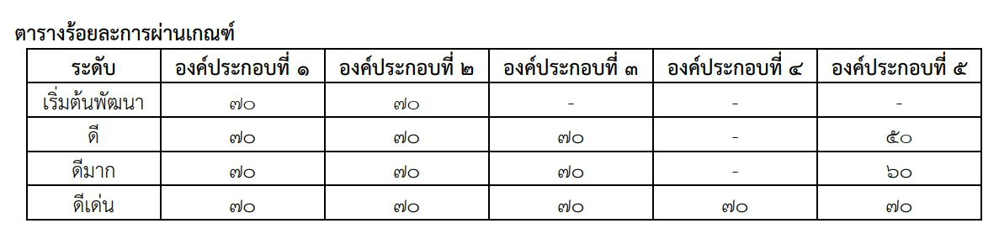 ตารางร้อยละการผ่านเกณฑ์
ระดับ องค์ประกอบที่ ๑ องค์ประกอบที่ ๒ องค์ประกอบที่ ๓ องค์ประกอบที่ ๔ องค์ประกอบที่ ๕
เริ่มต้นพัฒนา ๗๐ ๗๐ - - -
ดี ๗๐ ๗๐ ๗๐ - ๕๐
ดีมาก ๗๐ ๗๐ ๗๐ - ๖๐
ดีเด่น ๗๐ ๗๐ ๗๐ ๗๐ ๗๐